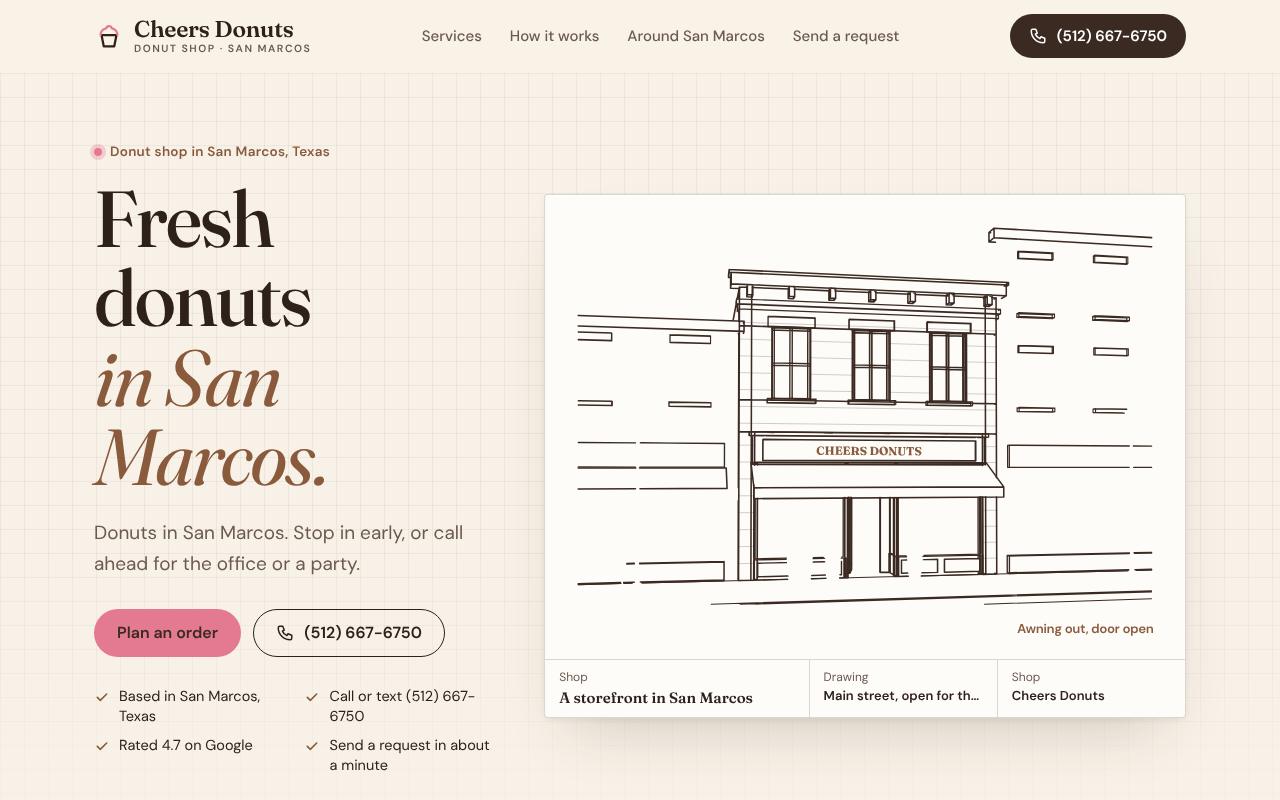 Cheers Donuts
DONUT SHOP · SAN MARCOS
Services
How it works
Around San Marcos
Send a request
(512) 667-6750
Donut shop in San Marcos, Texas
Fresh
donuts
in San
Marcos.
Donuts in San Marcos. Stop in early, or call
ahead for the office or a party.
Plan an order
(512) 667-6750
Based in San Marcos,
Texas
Call or text (512) 667-
6750
Rated 4.7 on Google
Send a request in about
a minute
CHEERS DONUTS
Awning out, door open
Shop
A storefront in San Marcos
Drawing
Main street, open for th…
Shop
Cheers Donuts